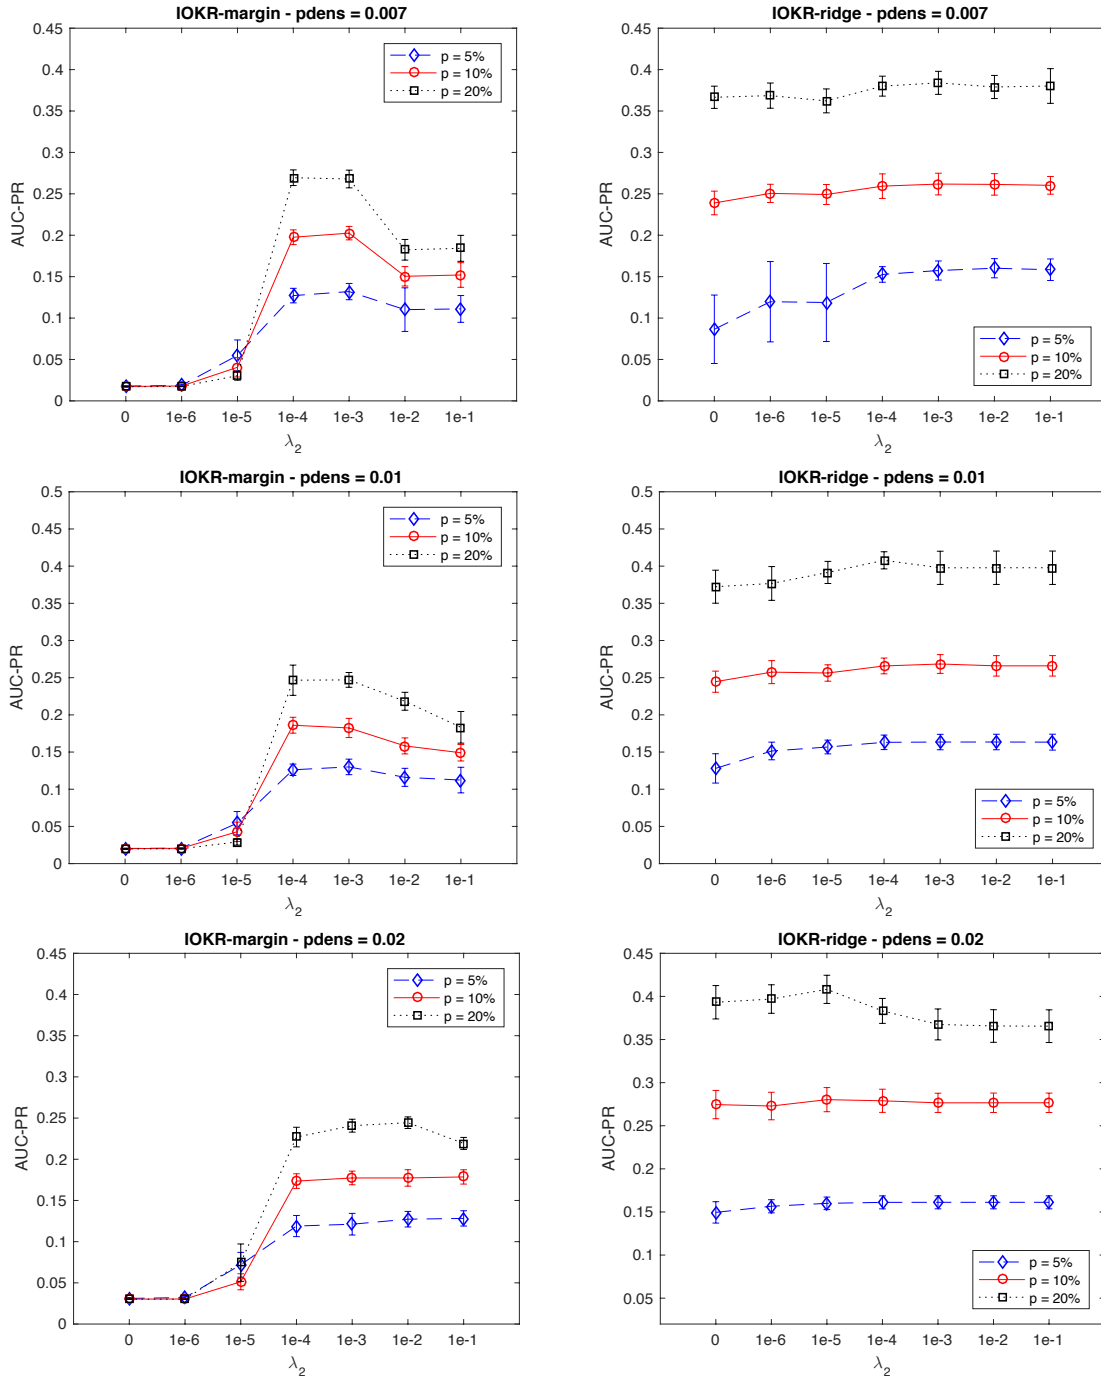 IOKR-margin - pdens = 0.007
0.45
0.4
0.35
0.3
0.25
0.2
0.15
0.1
0.05
0
AUC-PR
p = 5%
p = 10%
p = 20%
0 1e-6 1e-5 1e-4 1e-3 1e-2 1e-1
λ2
IOKR-ridge - pdens = 0.007
0.45
0.4
0.35
0.3
0.25
0.2
0.15
0.1
0.05
0
AUC-PR
p = 5%
p = 10%
p = 20%
0 1e-6 1e-5 1e-4 1e-3 1e-2 1e-1
λ2
IOKR-margin - pdens = 0.01
0.5
0.45
0.4
0.35
0.3
0.25
0.2
0.15
0.1
0.05
0
AUC-PR
p = 5%
p = 10%
p = 20%
0 1e-6 1e-5 1e-4 1e-3 1e-2 1e-1
λ2
IOKR-ridge - pdens = 0.01
0.5
0.45
0.4
0.35
0.3
0.25
0.2
0.15
0.1
0.05
0
AUC-PR
p = 5%
p = 10%
p = 20%
0 1e-6 1e-5 1e-4 1e-3 1e-2 1e-1
λ2
IOKR-margin - pdens = 0.02
0.45
0.4
0.35
0.3
0.25
0.2
0.15
0.1
0.05
0
AUC-PR
p = 5%
p = 10%
p = 20%
0 1e-6 1e-5 1e-4 1e-3 1e-2 1e-1
λ2
IOKR-ridge - pdens = 0.02
0.45
0.4
0.35
0.3
0.25
0.2
0.15
0.1
0.05
AUC-PR
p = 5%
p = 10%
p = 20%
0 1e-6 1e-5 1e-4 1e-3 1e-2 1e-1
λ2